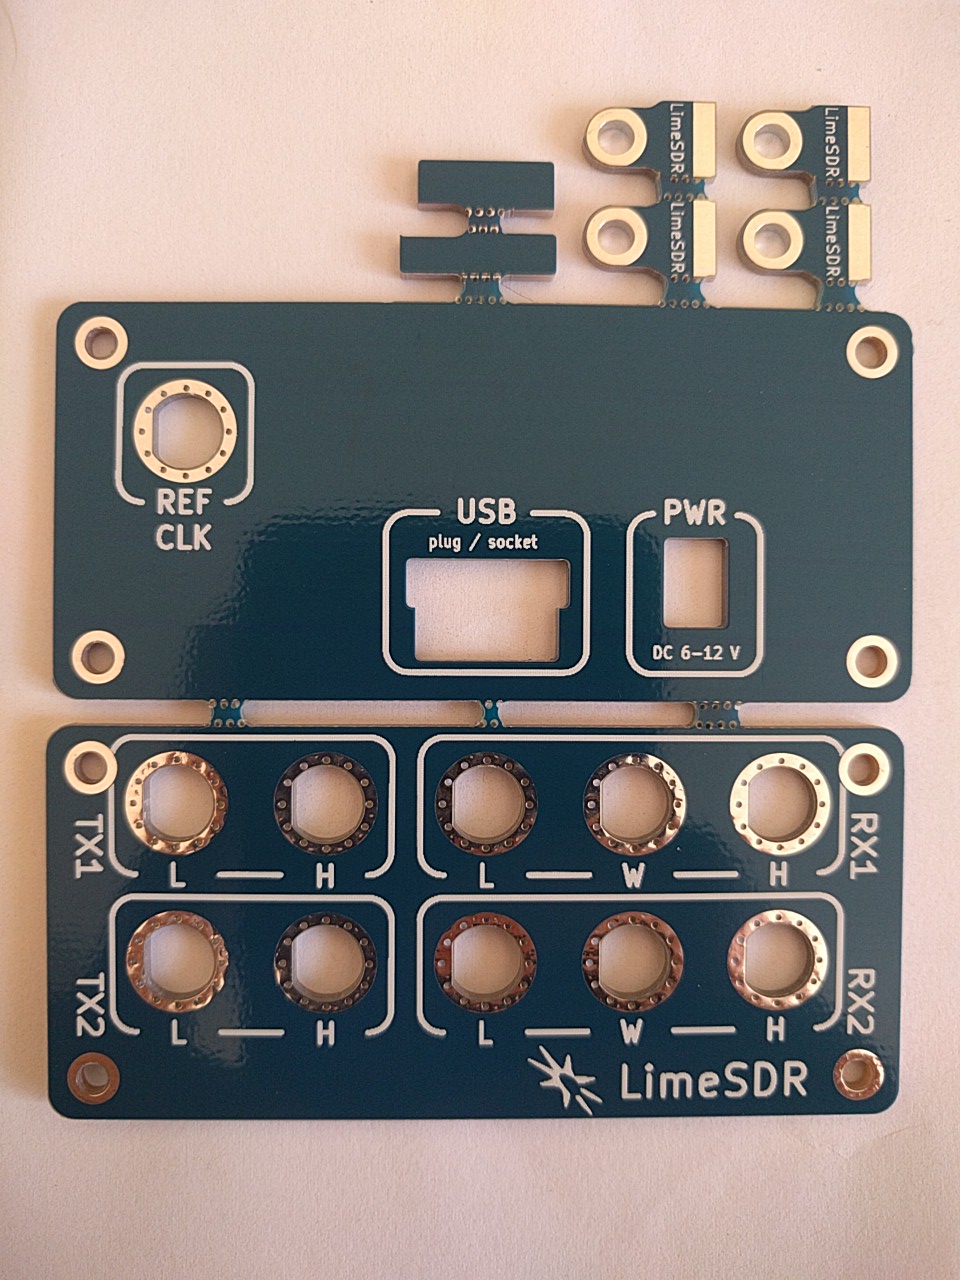 LimeSDR
LimeSDR
LimeSDR
LimeSDR
REF
CLK
USB
plug / socket
PWR
DC 6–12 V
TX1
L — H
L — W — H
RX1
TX2
L — H
L — W — H
RX2
LimeSDR